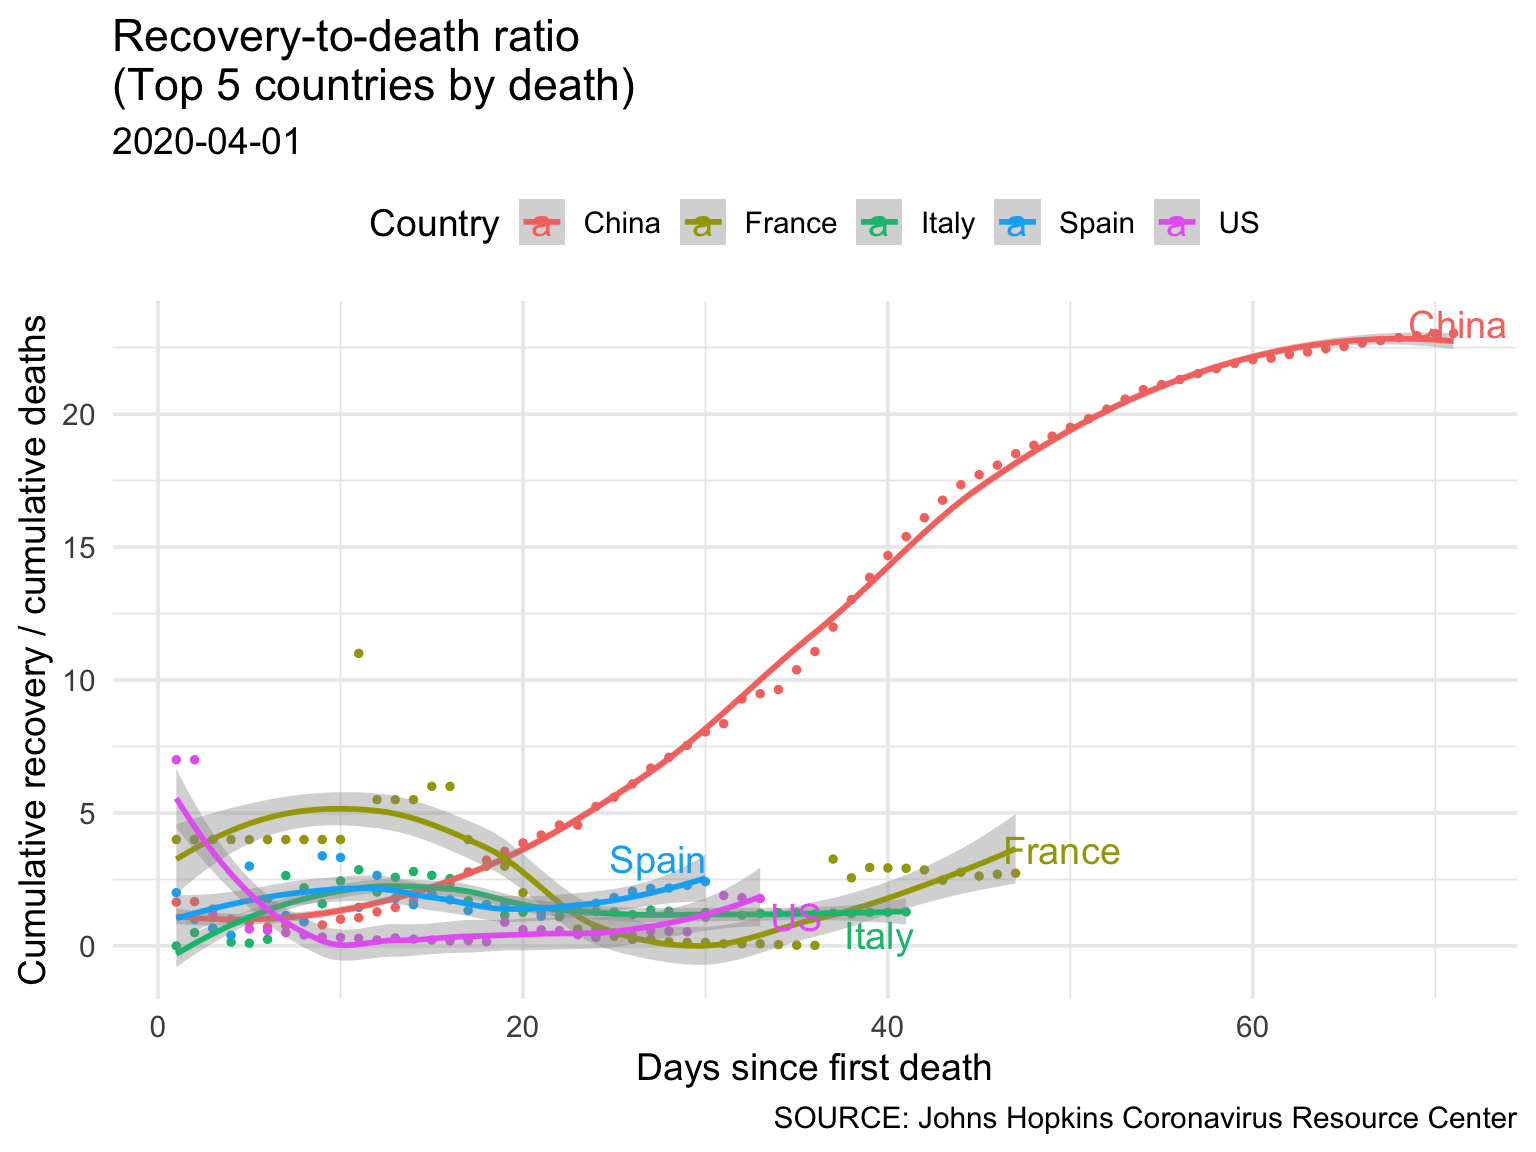 Recovery-to-death ratio
(Top 5 countries by death)
2020-04-01
Country a China a France a Italy a Spain a US
Cumulative recovery / cumulative deaths
20
15
10
5
0
China
Spain
France
US
Italy
0 20 40 60
Days since first death
SOURCE: Johns Hopkins Coronavirus Resource Center